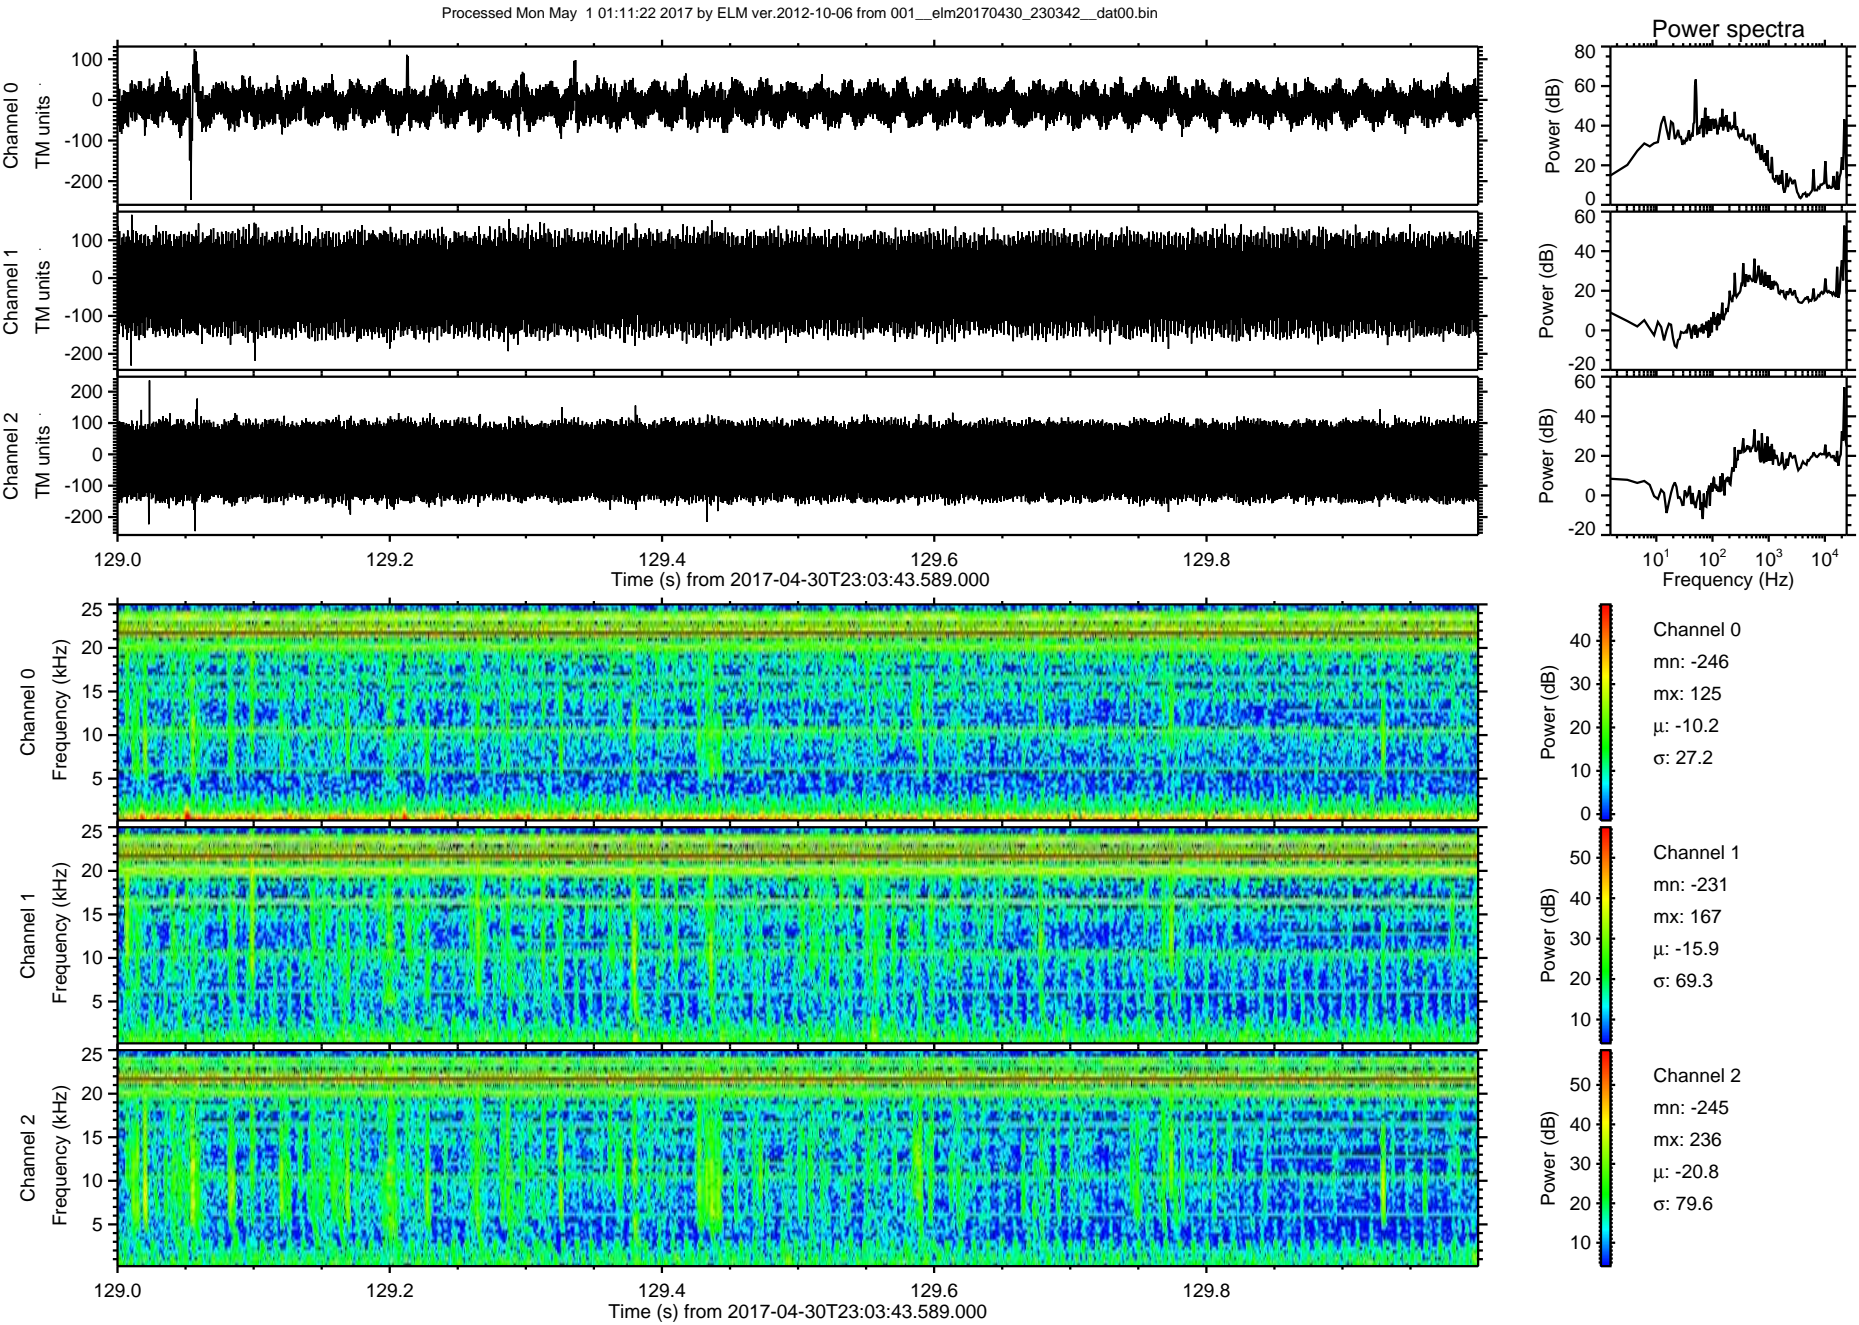 Processed Mon May  1 01:11:22 2017 by ELM ver.2012-10-06 from 001__elm20170430_230342__dat00.bin
Power spectra
Channel 0
TM units
100
0
-100
-200
Power (dB)
80
60
40
20
0
Channel 1
TM units
100
0
-100
-200
Power (dB)
60
40
20
0
-20
Channel 2
TM units
200
100
0
-100
-200
Power (dB)
60
40
20
0
-20
129.0 129.2 129.4 129.6 129.8
Time (s) from 2017-04-30T23:03:43.589.000
10¹ 10² 10³ 10⁴
Frequency (Hz)
Channel 0
Frequency (kHz)
25
20
15
10
5
Power (dB)
40
30
20
10
0
Channel 0
mn: -246
mx: 125
μ: -10.2
σ: 27.2
Channel 1
Frequency (kHz)
25
20
15
10
5
Power (dB)
50
40
30
20
10
Channel 1
mn: -231
mx: 167
μ: -15.9
σ: 69.3
Channel 2
Frequency (kHz)
25
20
15
10
5
Power (dB)
50
40
30
20
10
Channel 2
mn: -245
mx: 236
μ: -20.8
σ: 79.6
129.0 129.2 129.4 129.6 129.8
Time (s) from 2017-04-30T23:03:43.589.000